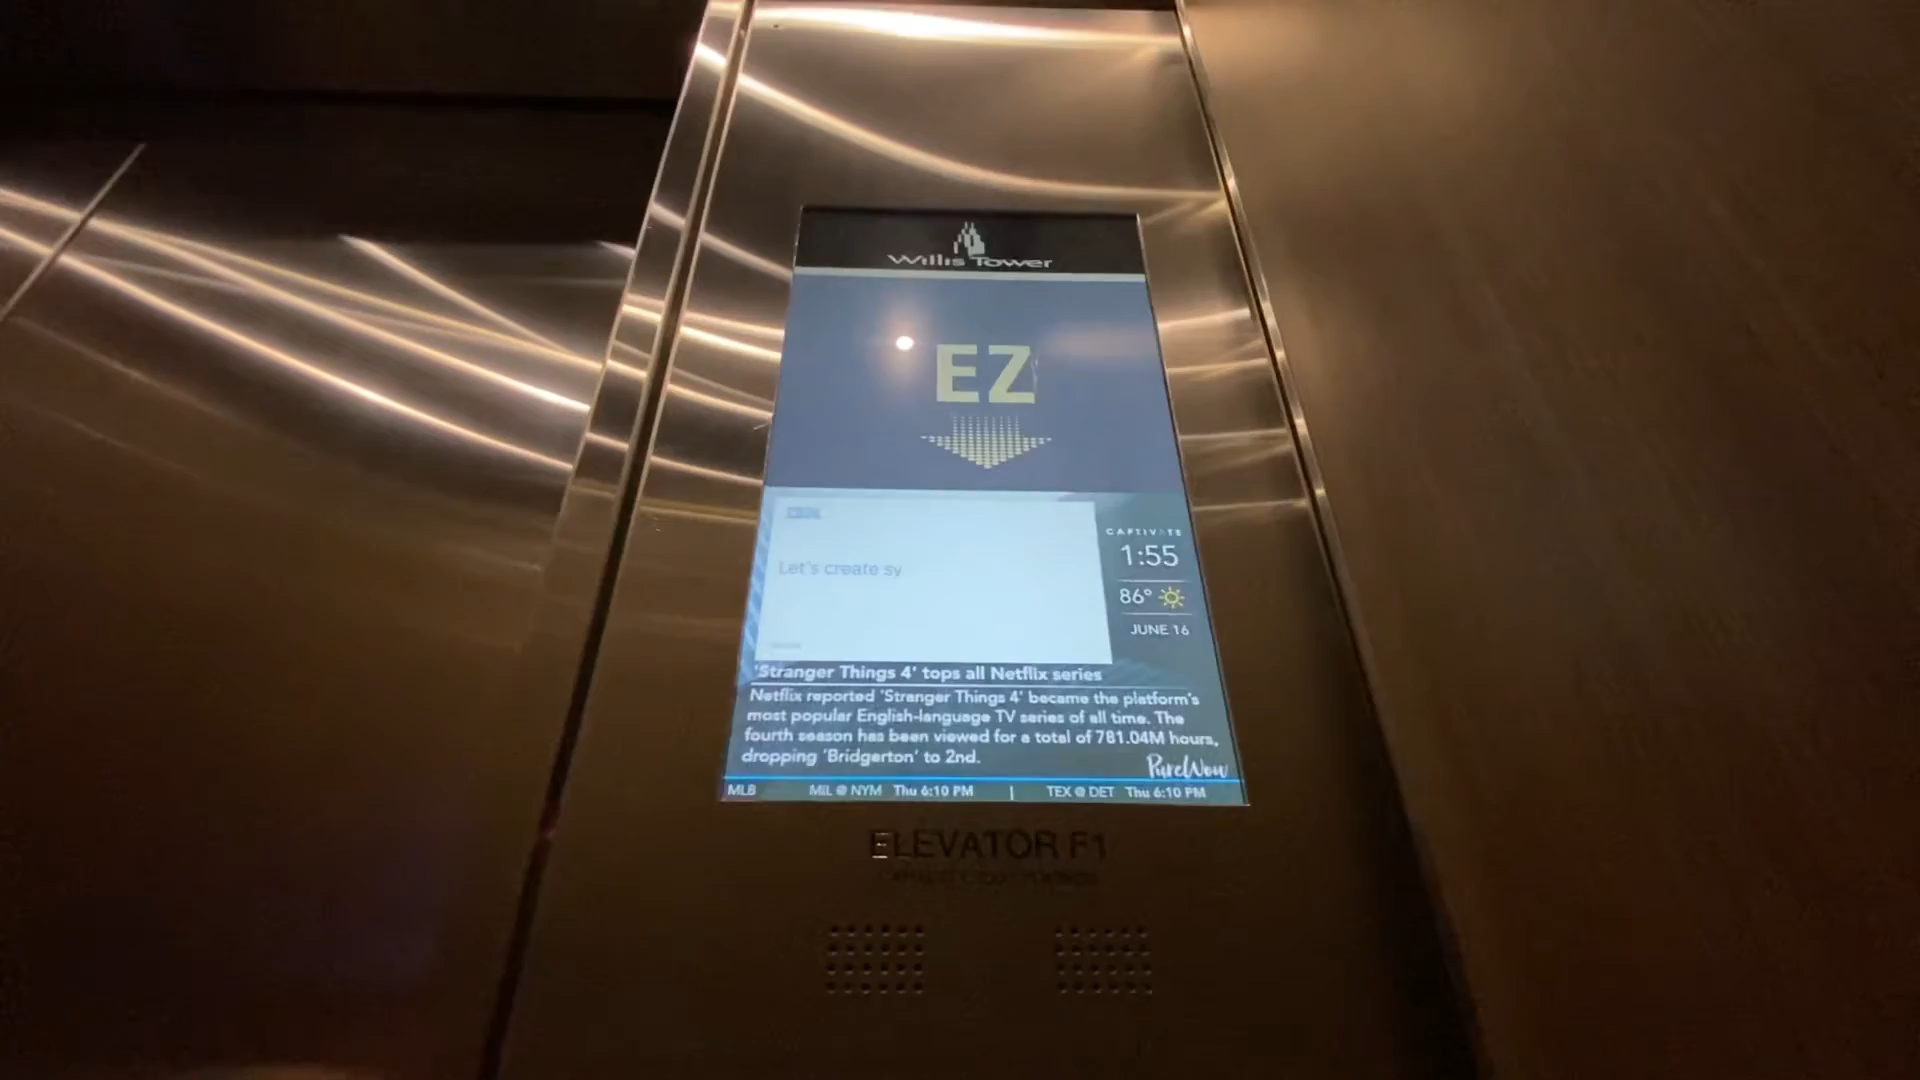 Willis Tower
EZ
Let's create sy
CAPTIVATE
1:55
86°
JUNE 16
'Stranger Things 4' tops all Netflix series
Netflix reported 'Stranger Things 4' became the platform's
most popular English-language TV series of all time. The
fourth season has been viewed for a total of 781.04M hours,
dropping 'Bridgerton' to 2nd.
PureWow
MLB MIL @ NYM Thu 6:10 PM | TEX @ DET Thu 6:10 PM
ELEVATOR F1